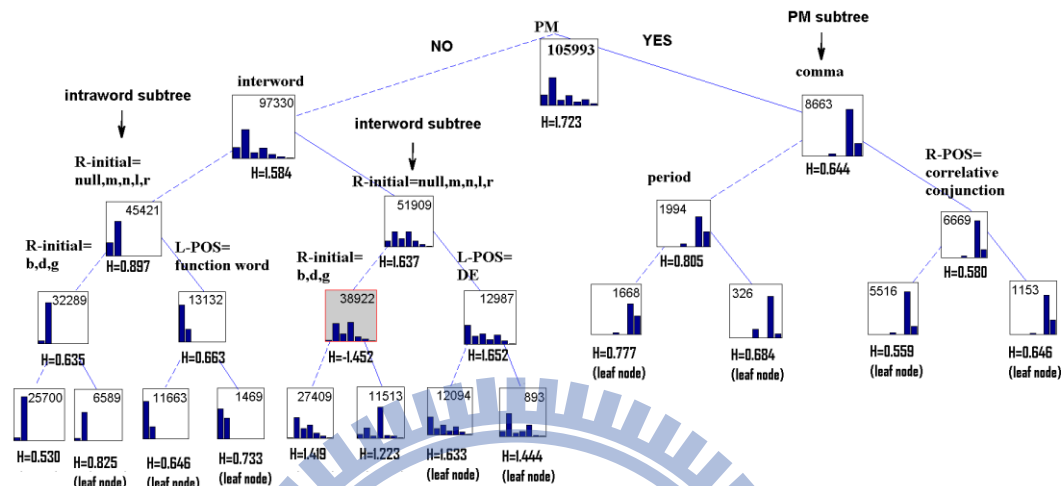 PM
NO
YES
105993
H=1.723
PM subtree
comma
8663
H=0.644
interword
97330
H=1.584
intraword subtree
interword subtree
R-initial=
null,m,n,l,r
45421
H=0.897
R-initial=null,m,n,l,r
51909
H=1.637
period
1994
H=0.805
R-POS=
correlative
conjunction
6669
H=0.580
R-initial=
b,d,g
32289
H=0.635
L-POS=
function word
13132
H=0.663
R-initial=
b,d,g
38922
H=-1.452
L-POS=
DE
12987
H=1.652
1668
H=0.777
(leaf node)
326
H=0.684
(leaf node)
5516
H=0.559
(leaf node)
1153
H=0.646
(leaf node)
25700
H=0.530
6589
H=0.825
(leaf node)
11663
H=0.646
(leaf node)
1469
H=0.733
(leaf node)
27409
H=1.419
11513
H=1.223
12094
H=1.633
(leaf node)
893
H=1.444
(leaf node)